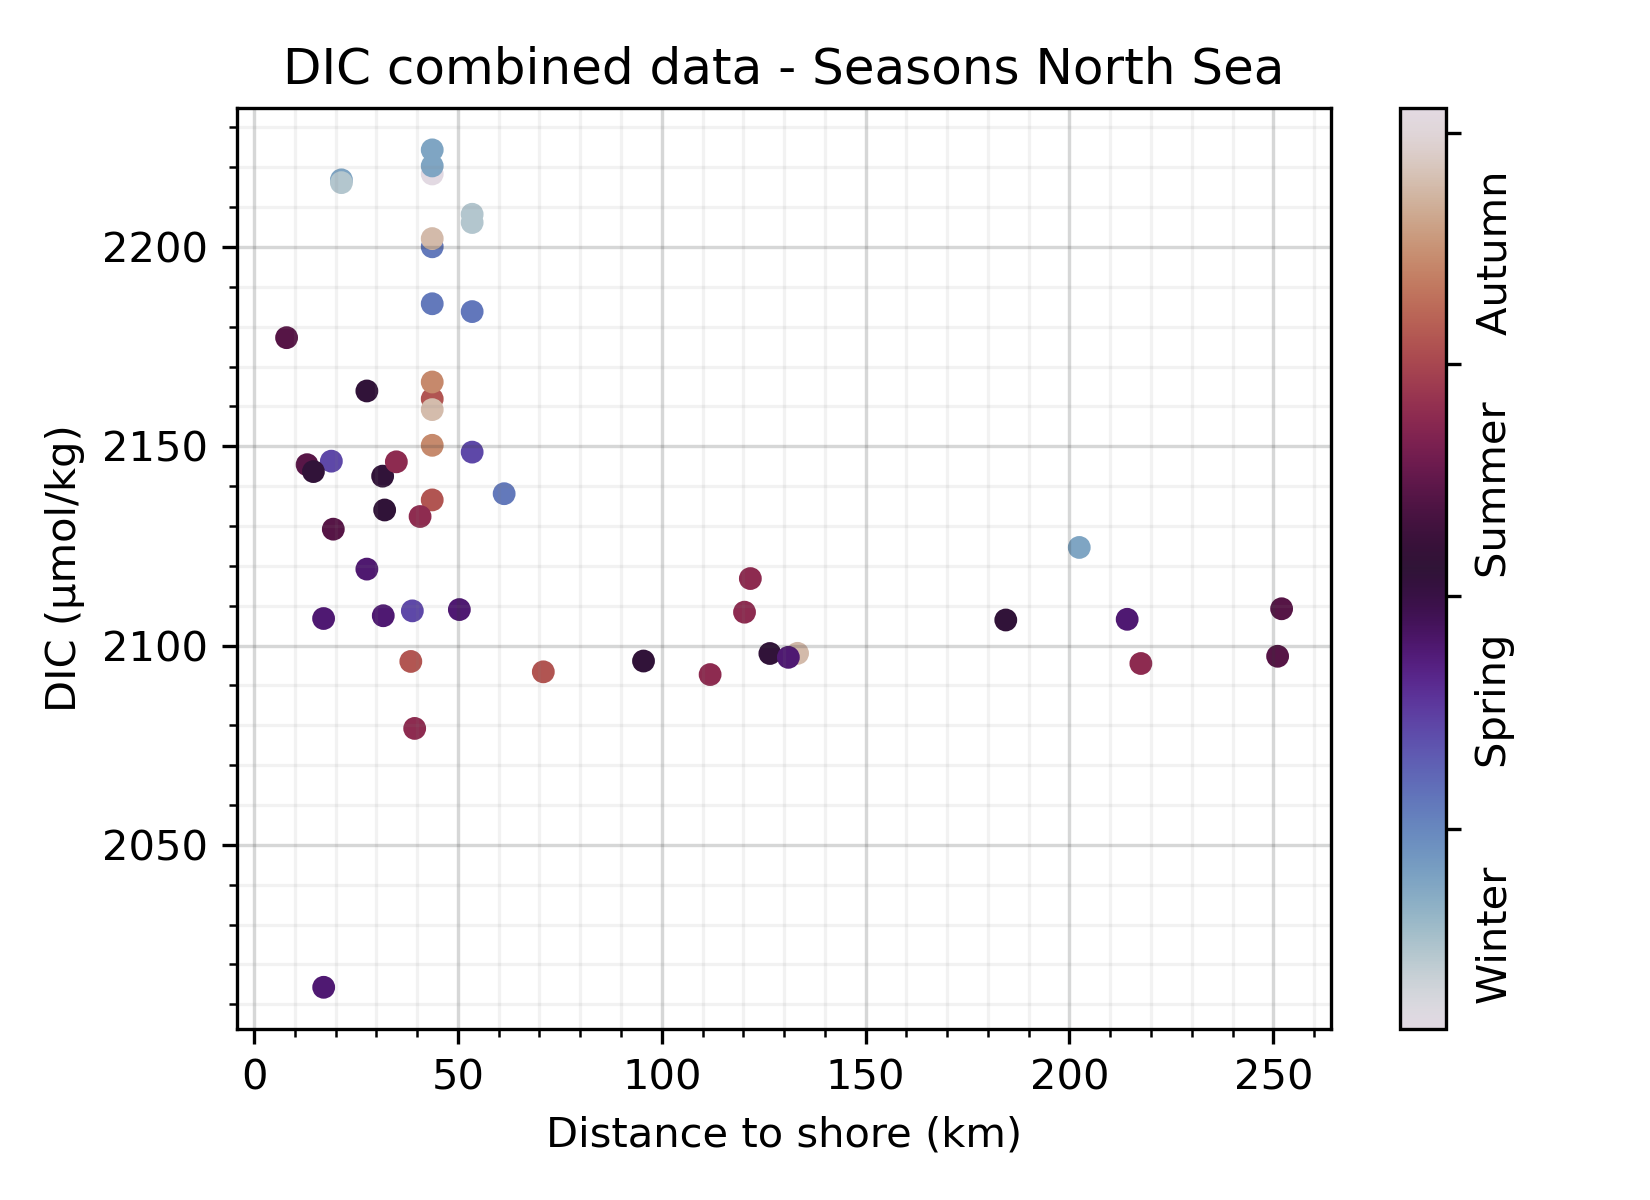 DIC combined data - Seasons North Sea
DIC (µmol/kg)
2200
2150
2100
2050
0 50 100 150 200 250
Distance to shore (km)
Winter Spring Summer Autumn